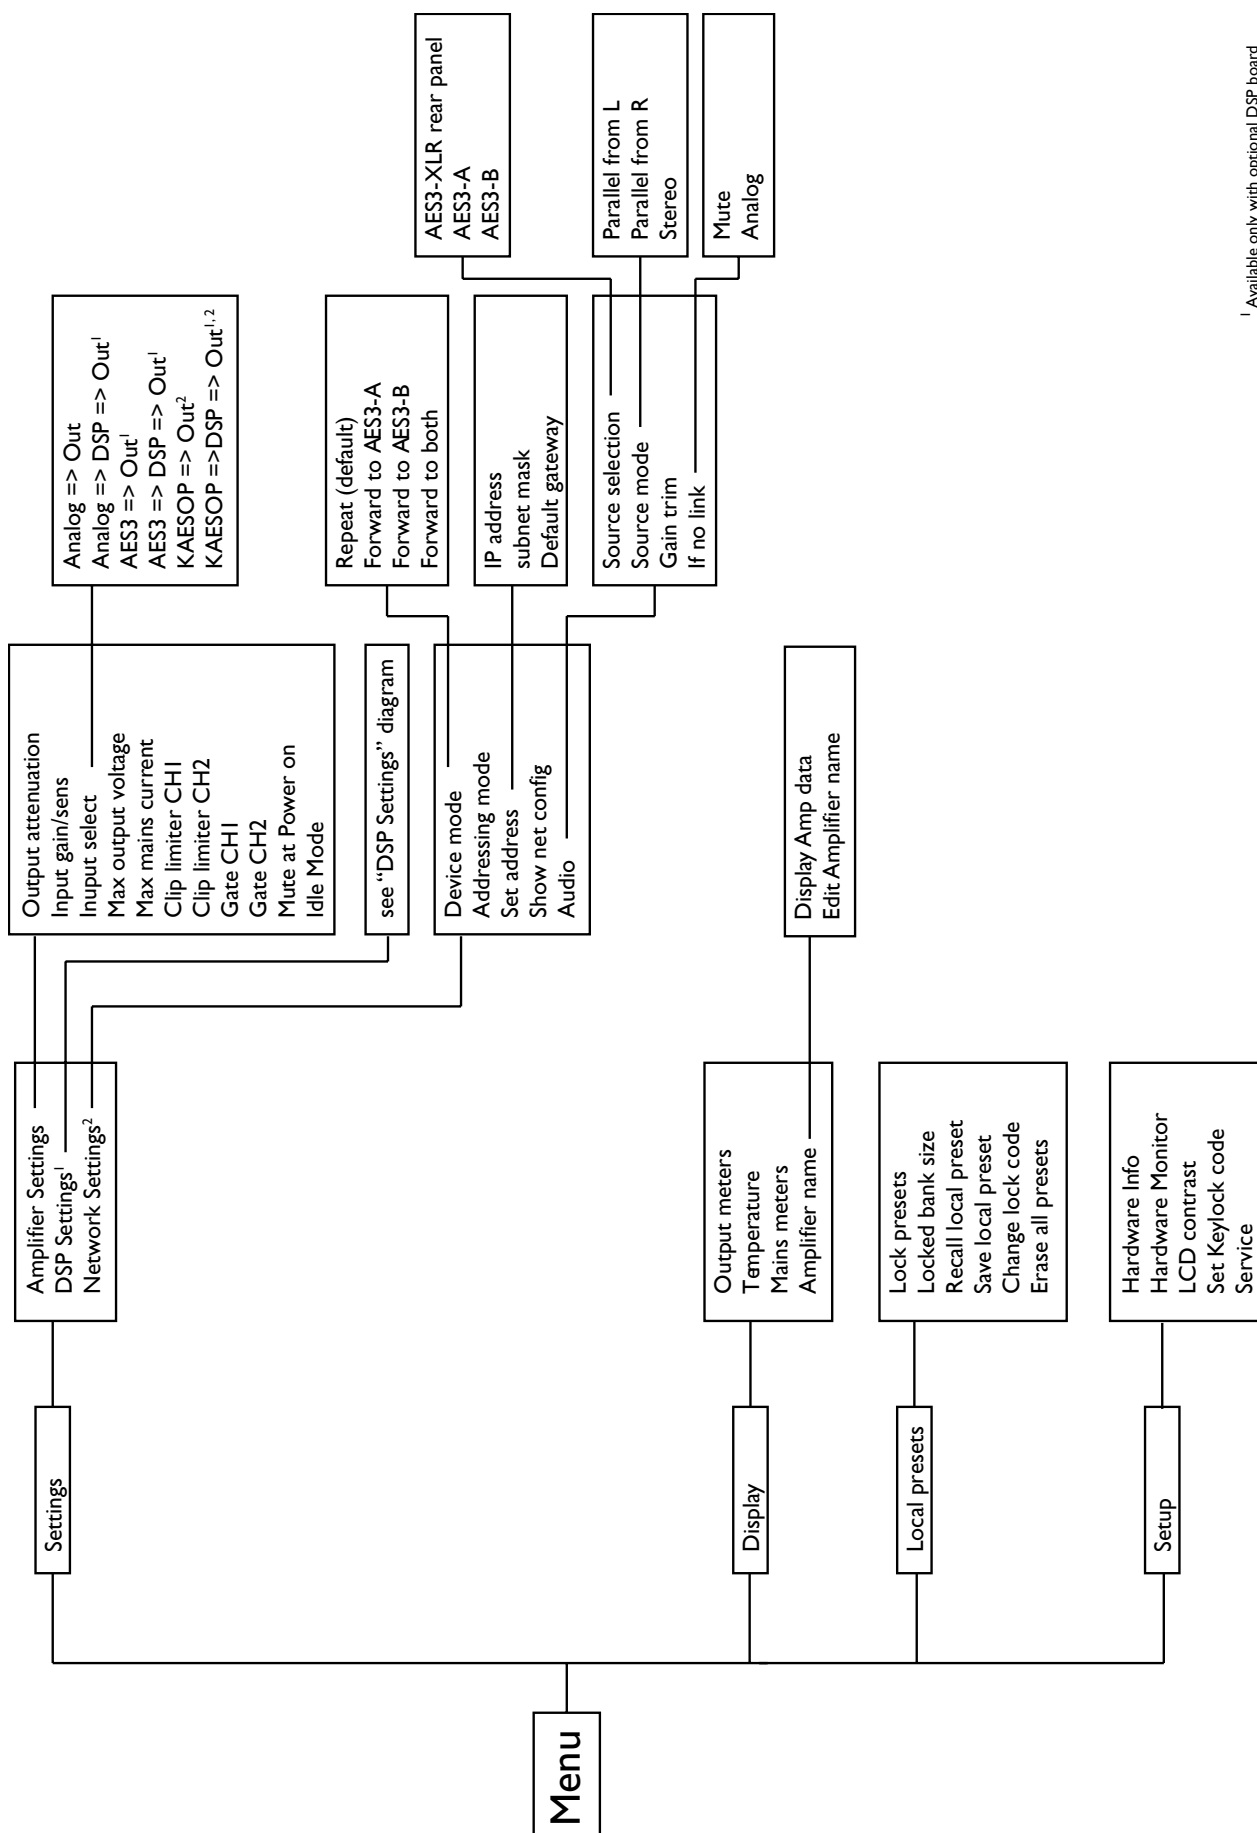 Menu
Settings
Amplifier Settings
DSP Settings¹
Network Settings²
Output attenuation
Input gain/sens
Inuput select
Max output voltage
Max mains current
Clip limiter CH1
Clip limiter CH2
Gate CH1
Gate CH2
Mute at Power on
Idle Mode
Analog => Out
Analog => DSP => Out¹
AES3 => Out¹
AES3 => DSP => Out¹
KAESOP => Out²
KAESOP =>DSP => Out¹,²
see “DSP Settings” diagram
Device mode
Addressing mode
Set address
Show net config
Audio
Repeat (default)
Forward to AES3-A
Forward to AES3-B
Forward to both
IP address
subnet mask
Default gateway
Source selection
Source mode
Gain trim
If no link
AES3-XLR rear panel
AES3-A
AES3-B
Parallel from L
Parallel from R
Stereo
Mute
Analog
Display
Output meters
Temperature
Mains meters
Amplifier name
Display Amp data
Edit Amplifier name
Local presets
Lock presets
Locked bank size
Recall local preset
Save local preset
Change lock code
Erase all presets
Setup
Hardware Info
Hardware Monitor
LCD contrast
Set Keylock code
Service
¹ Available only with optional DSP board